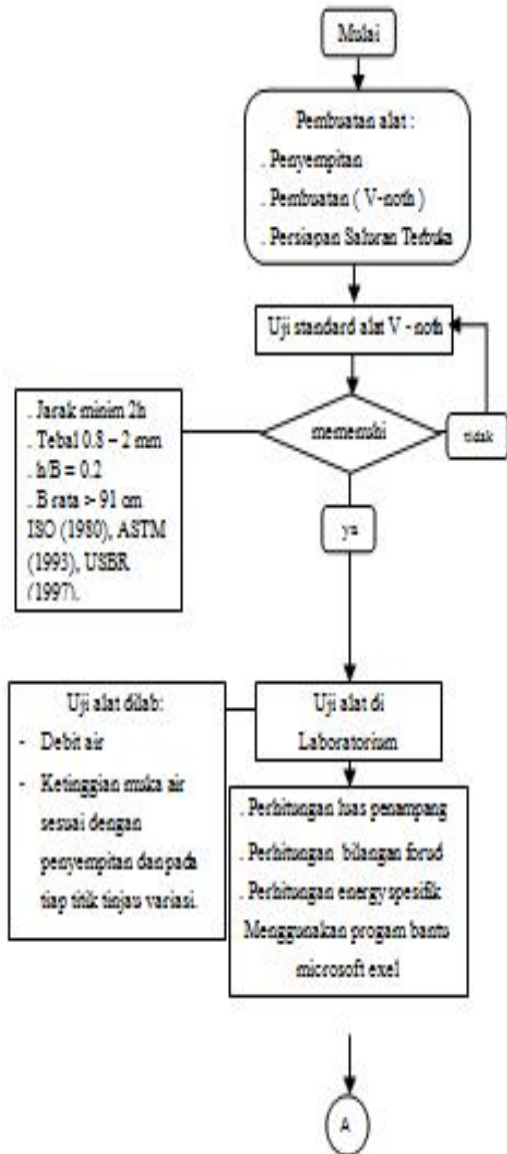 Mulai
Pembuatan alat :
. Penyempitan
. Pembuatan ( V-noth )
. Persiapan Saluran Terbuka
Uji standard alat V - noth
. Jarak minim 2h
. Tebal 0.8 – 2 mm
. h/B = 0.2
. B rata > 91 cm
ISO (1980), ASTM
(1993), USBR
(1997).
memenuhi
tidak
ya
Uji alat dilab:
- Debit air
- Ketinggian muka air
sesuai dengan
penyempitan dan pada
tiap titik tinjau variasi.
Uji alat di
Laboratorium
. Perhitungan luas penampang
. Perhitungan bilangan forud
. Perhitungan energy spesifik
Menggunakan progam bantu
microsoft exel
A